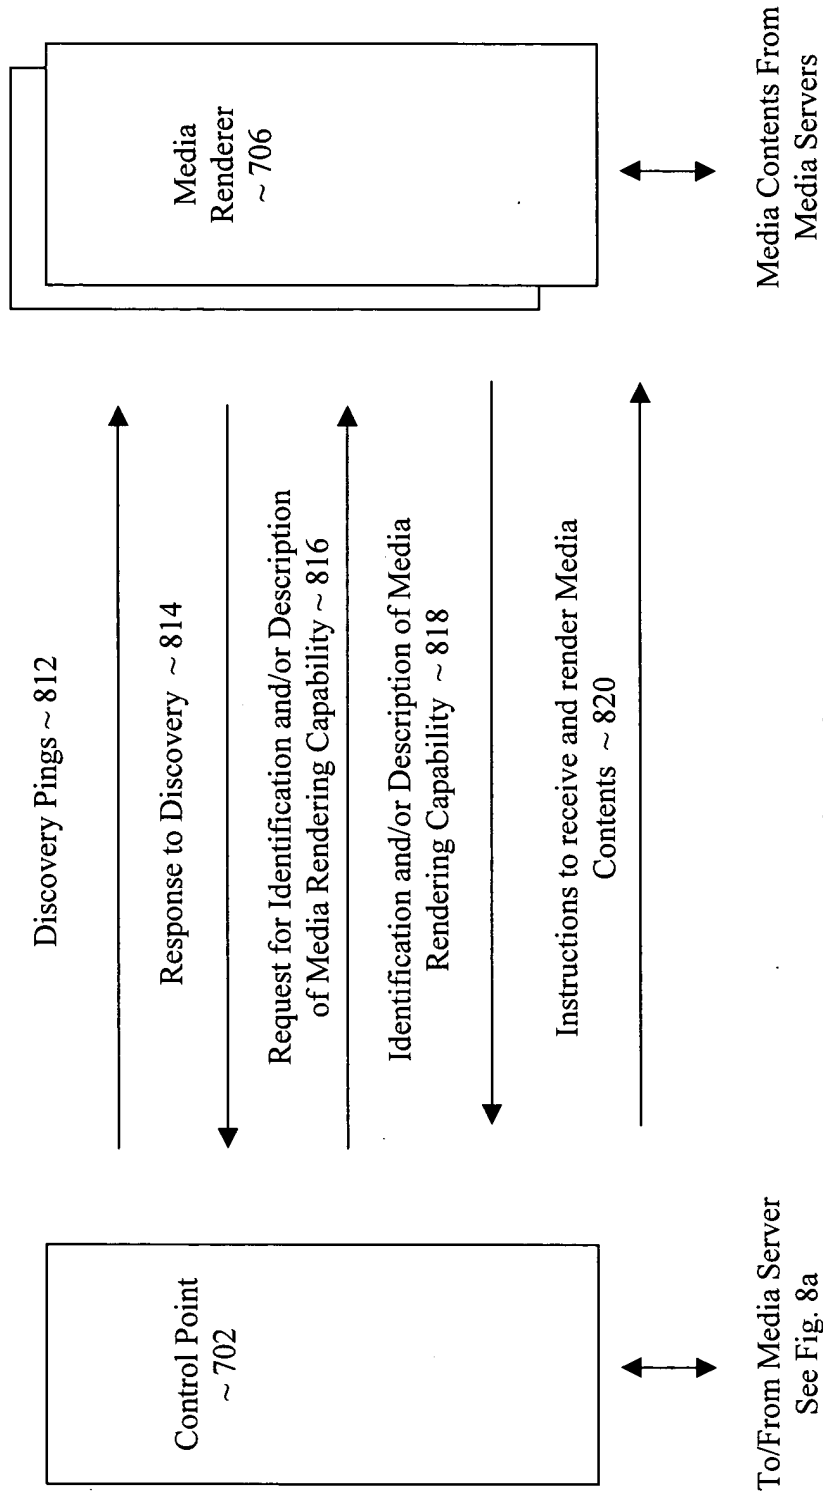 Control Point
~ 702
Discovery Pings ~ 812
Response to Discovery ~ 814
Request for Identification and/or Description
of Media Rendering Capability ~ 816
Identification and/or Description of Media
Rendering Capability ~ 818
Instructions to receive and render Media
Contents ~ 820
Media
Renderer
~ 706
To/From Media Server
See Fig. 8a
Media Contents From
Media Servers